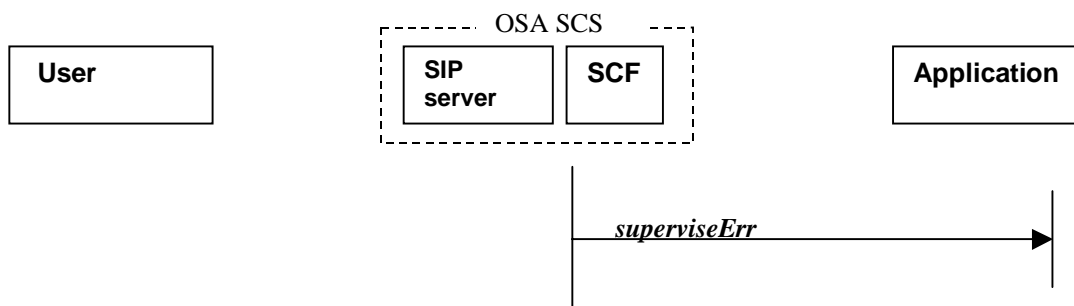 OSA SCS
User
SIP
server
SCF
Application
superviseErr